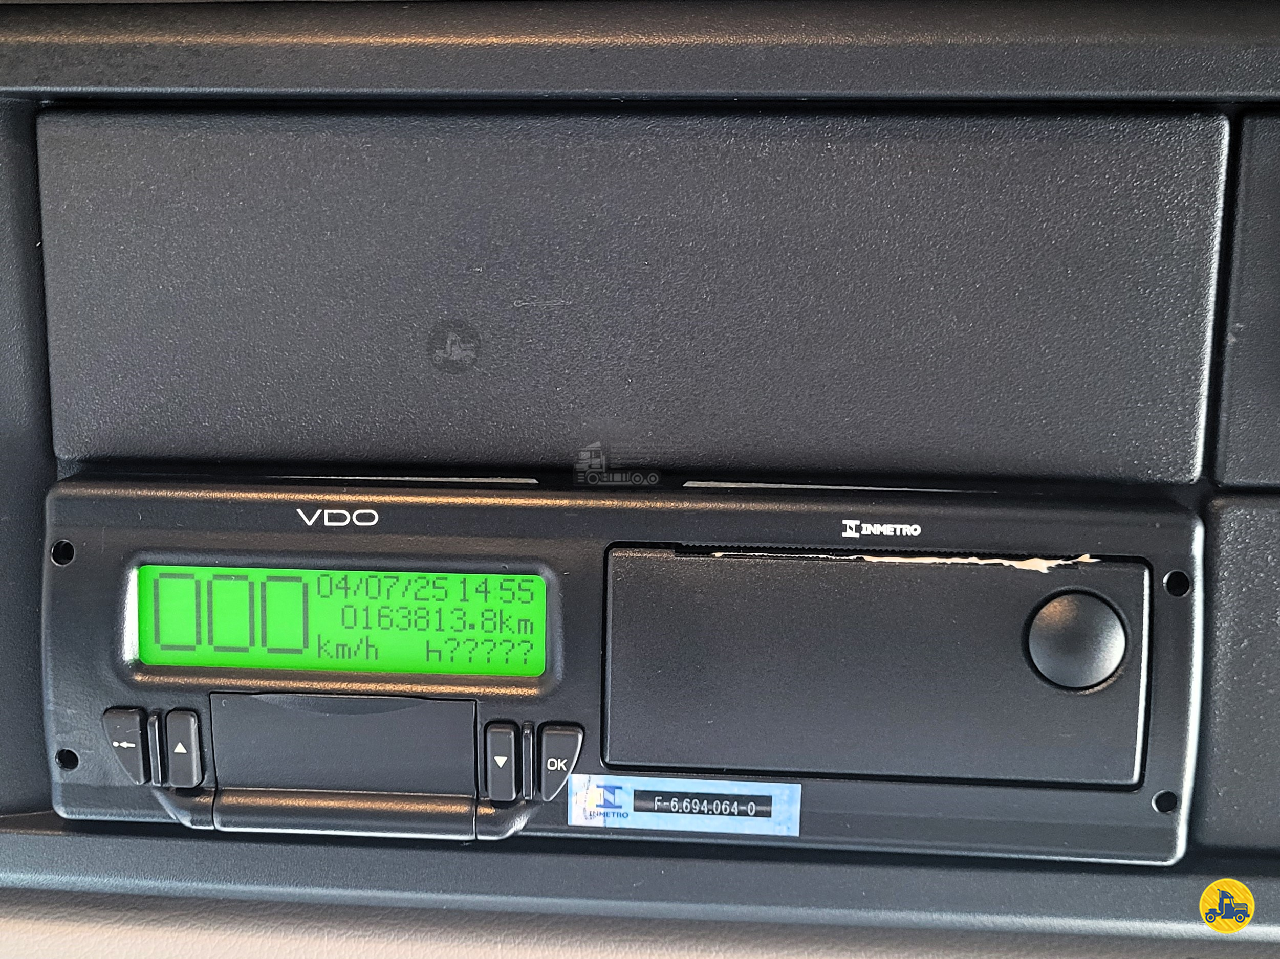 VDO
INMETRO
000 04/07/25 14:55
0163813.8km
km/h h?????
OK
INMETRO
F-6.694.064-0